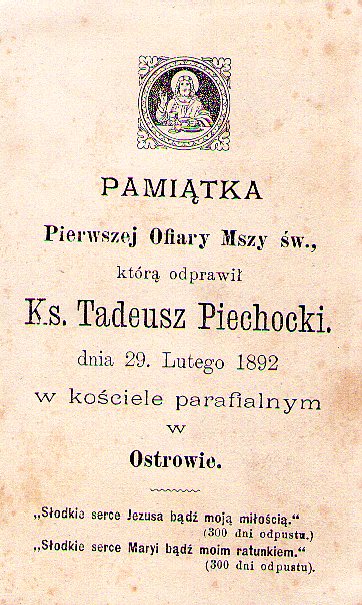 PAMIĄTKA
Pierwszej Ofiary Mszy św.,
którą odprawił
Ks. Tadeusz Piechocki.
dnia 29. Lutego 1892
w kościele parafialnym
w
Ostrowie.
„Słodkie serce Jezusa bądź moją miłością.“
(300 dni odpustu.)
„Słodkie serce Maryi bądź moim ratunkiem.“
(300 dni odpustu).